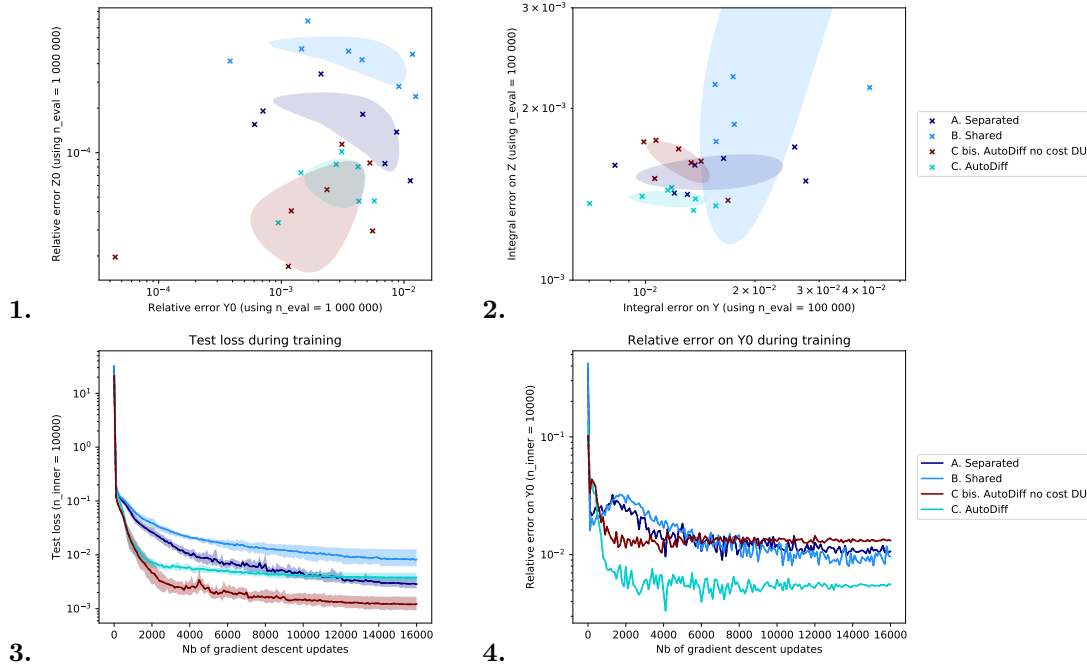 10⁻⁴
Relative error Z0 (using n_eval = 1 000 000)
10⁻⁴
10⁻³
10⁻²
Relative error Y0 (using n_eval = 1 000 000)
1.
3 × 10⁻³
2 × 10⁻³
10⁻³
Integral error on Z (using n_eval = 100 000)
10⁻²
2 × 10⁻²
3 × 10⁻²
4 × 10⁻²
Integral error on Y (using n_eval = 100 000)
2.
A. Separated
B. Shared
C bis. AutoDiff no cost DU
C. AutoDiff
Test loss during training
10¹
10⁰
10⁻¹
10⁻²
10⁻³
Test loss (n_inner = 10000)
0 2000 4000 6000 8000 10000 12000 14000 16000
Nb of gradient descent updates
3.
Relative error on Y0 during training
10⁻¹
10⁻²
Relative error on Y0 (n_inner = 10000)
0 2000 4000 6000 8000 10000 12000 14000 16000
Nb of gradient descent updates
4.
A. Separated
B. Shared
C bis. AutoDiff no cost DU
C. AutoDiff